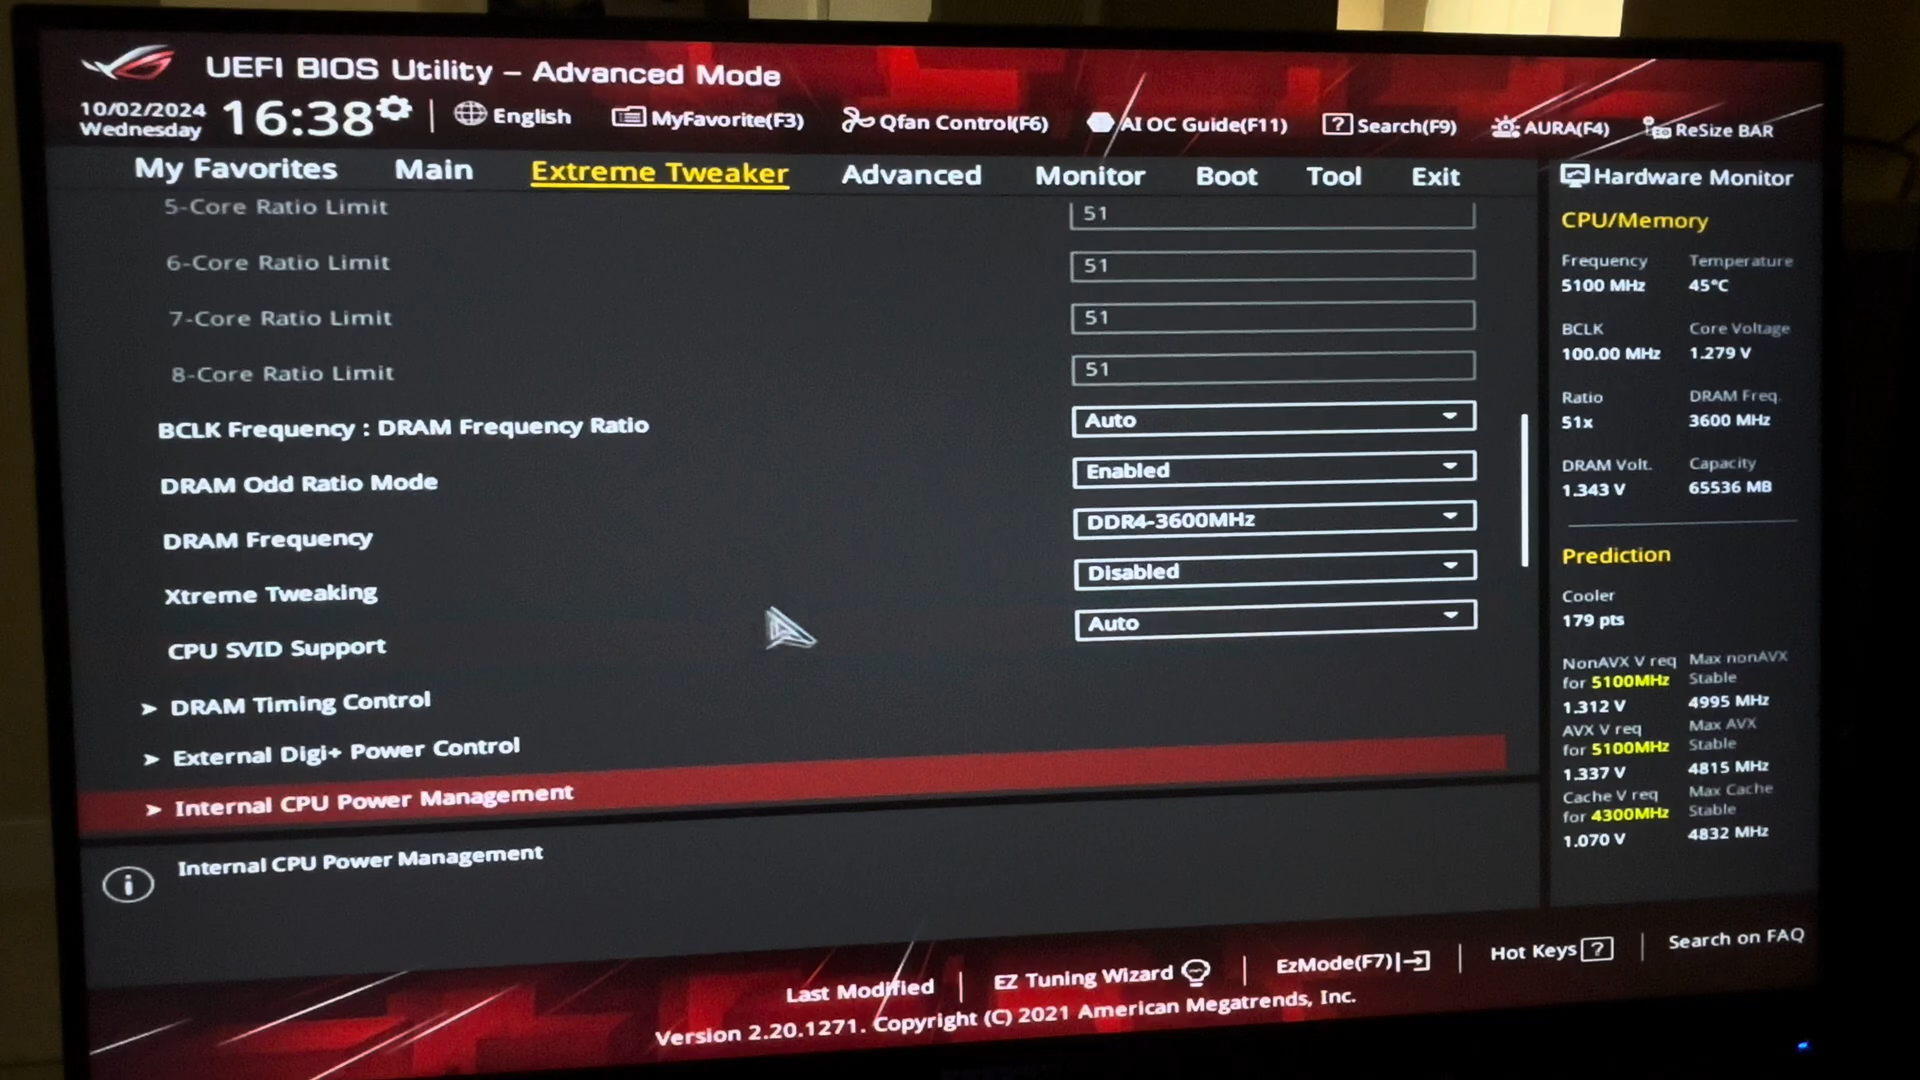 UEFI BIOS Utility – Advanced Mode
10/02/2024
Wednesday
16:38
English
MyFavorite(F3)
Qfan Control(F6)
AI OC Guide(F11)
? Search(F9)
AURA(F4)
ReSize BAR
My Favorites
Main
Extreme Tweaker
Advanced
Monitor
Boot
Tool
Exit
5-Core Ratio Limit 51
6-Core Ratio Limit 51
7-Core Ratio Limit 51
8-Core Ratio Limit 51
BCLK Frequency : DRAM Frequency Ratio Auto
DRAM Odd Ratio Mode Enabled
DRAM Frequency DDR4-3600MHz
Xtreme Tweaking Disabled
CPU SVID Support Auto
DRAM Timing Control
External Digi+ Power Control
Internal CPU Power Management
i Internal CPU Power Management
Hardware Monitor
CPU/Memory
Frequency Temperature
5100 MHz 45°C
BCLK Core Voltage
100.00 MHz 1.279 V
Ratio DRAM Freq.
51x 3600 MHz
DRAM Volt. Capacity
1.343 V 65536 MB
Prediction
Cooler
179 pts
NonAVX V req Max nonAVX
for 5100MHz Stable
1.312 V 4995 MHz
AVX V req Max AVX
for 5100MHz Stable
1.337 V 4815 MHz
Cache V req Max Cache
for 4300MHz Stable
1.070 V 4832 MHz
Last Modified
EZ Tuning Wizard
EzMode(F7)
Hot Keys ?
Search on FAQ
Version 2.20.1271. Copyright (C) 2021 American Megatrends, Inc.